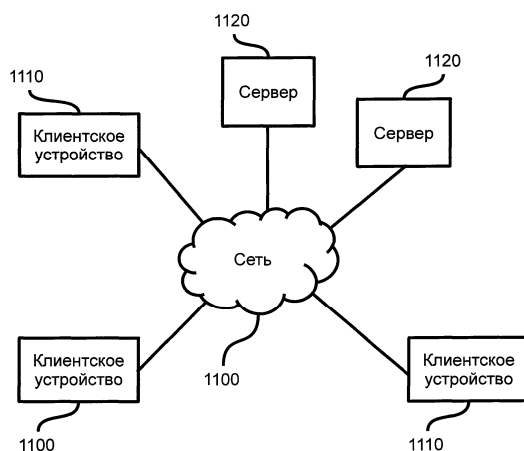 1120
1110
1120
Сервер
Сервер
Клиентское
устройство
Сеть
Клиентское
устройство
Клиентское
устройство
1100
1100
1110